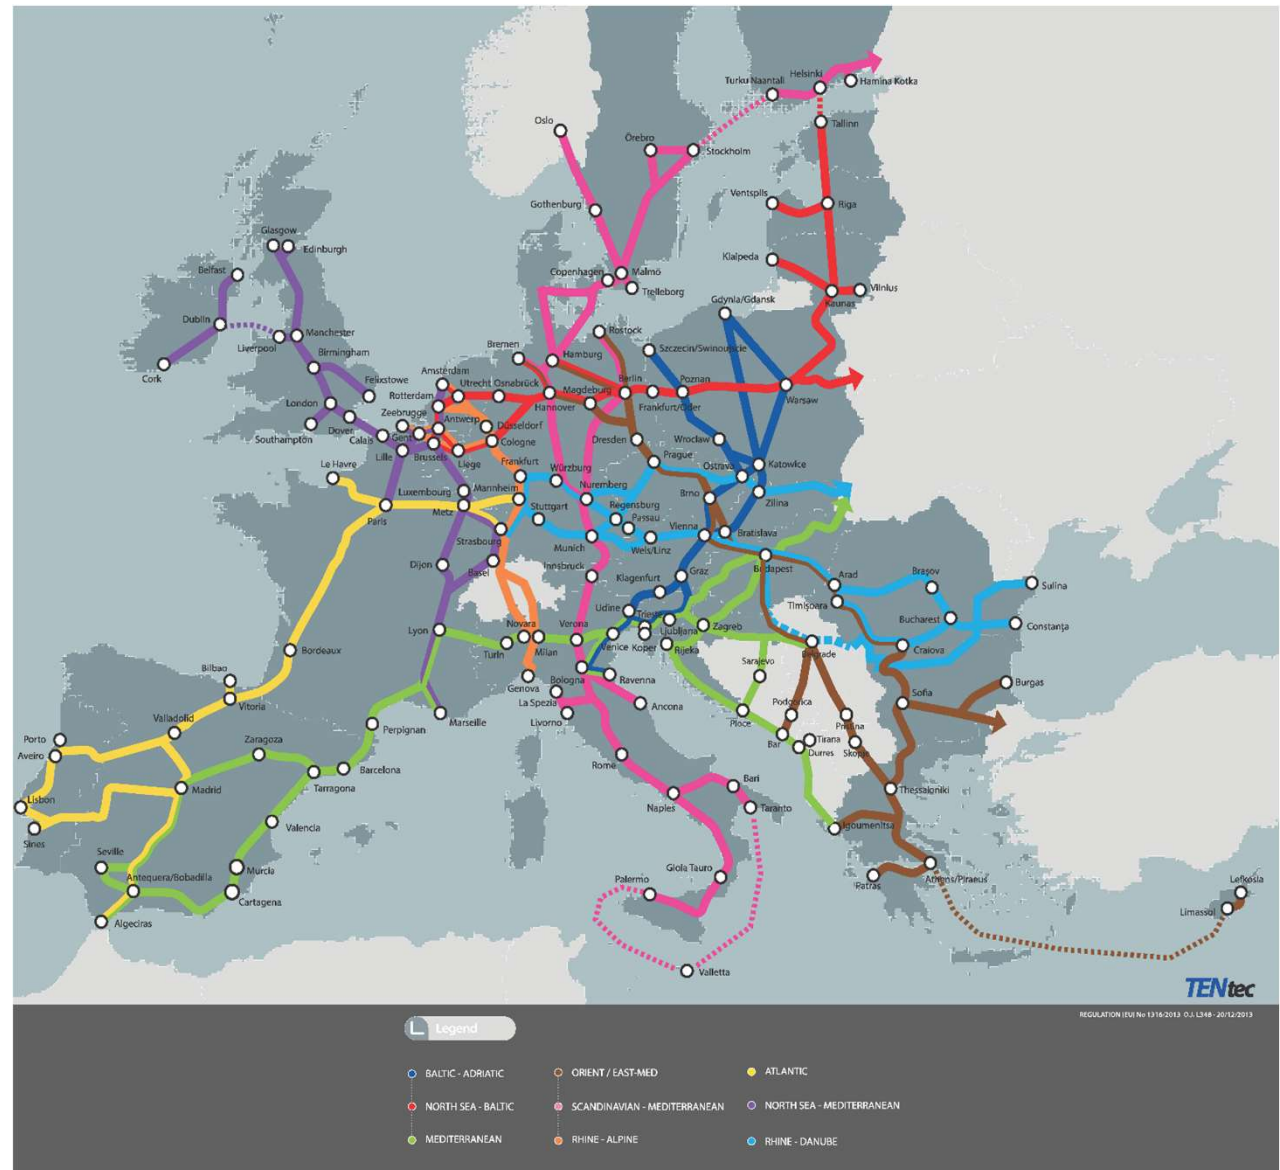 Helsinki
Turku Naantali
Hamina Kotka
Oslo
Tallinn
Örebro
Stockholm
Ventspils
Gothenburg
Riga
Glasgow
Edinburgh
Klaipeda
Belfast
Copenhagen
Malmö
Trelleborg
Vilnius
Kaunas
Gdynia/Gdansk
Dublin
Liverpool
Manchester
Rostock
Bremen
Szczecin/Swinoujscie
Cork
Birmingham
Hamburg
Felixstowe
Amsterdam
Utrecht
Osnabrück
Magdeburg
Berlin
Poznan
Rotterdam
Hannover
Frankfurt/Oder
Warsaw
London
Zeebrugge
Antwerp
Düsseldorf
Southampton
Dover
Calais
Gent
Cologne
Dresden
Wrocław
Lille
Brussels
Liège
Prague
Le Havre
Frankfurt
Würzburg
Ostrava
Katowice
Luxembourg
Mannheim
Nuremberg
Brno
Zilina
Paris
Metz
Stuttgart
Regensburg
Passau
Vienna
Bratislava
Strasbourg
Munich
Wels/Linz
Dijon
Basel
Innsbruck
Klagenfurt
Graz
Budapest
Arad
Braşov
Sulina
Udine
Trieste
Timişoara
Bucharest
Constanţa
Lyon
Novara
Verona
Ljubljana
Zagreb
Turin
Milan
Venice
Koper
Rijeka
Belgrade
Craiova
Bordeaux
Bilbao
Genova
Bologna
Ravenna
Sarajevo
Vitoria
La Spezia
Ancona
Sofia
Burgas
Valladolid
Marseille
Livorno
Ploce
Podgorica
Pristina
Porto
Perpignan
Bar
Tirana
Aveiro
Zaragoza
Durres
Skopje
Barcelona
Rome
Madrid
Tarragona
Bari
Thessaloniki
Lisbon
Naples
Taranto
Valencia
Igoumenitsa
Sines
Seville
Murcia
Gioia Tauro
Athens/Piraeus
Antequera/Bobadilla
Palermo
Patras
Lefkosia
Cartagena
Limassol
Algeciras
Valletta
TENtec
REGULATION (EU) No 1316/2013 O.J. L348 - 20/12/2013
Legend
BALTIC - ADRIATIC
ORIENT / EAST-MED
ATLANTIC
NORTH SEA - BALTIC
SCANDINAVIAN - MEDITERRANEAN
NORTH SEA - MEDITERRANEAN
MEDITERRANEAN
RHINE - ALPINE
RHINE - DANUBE